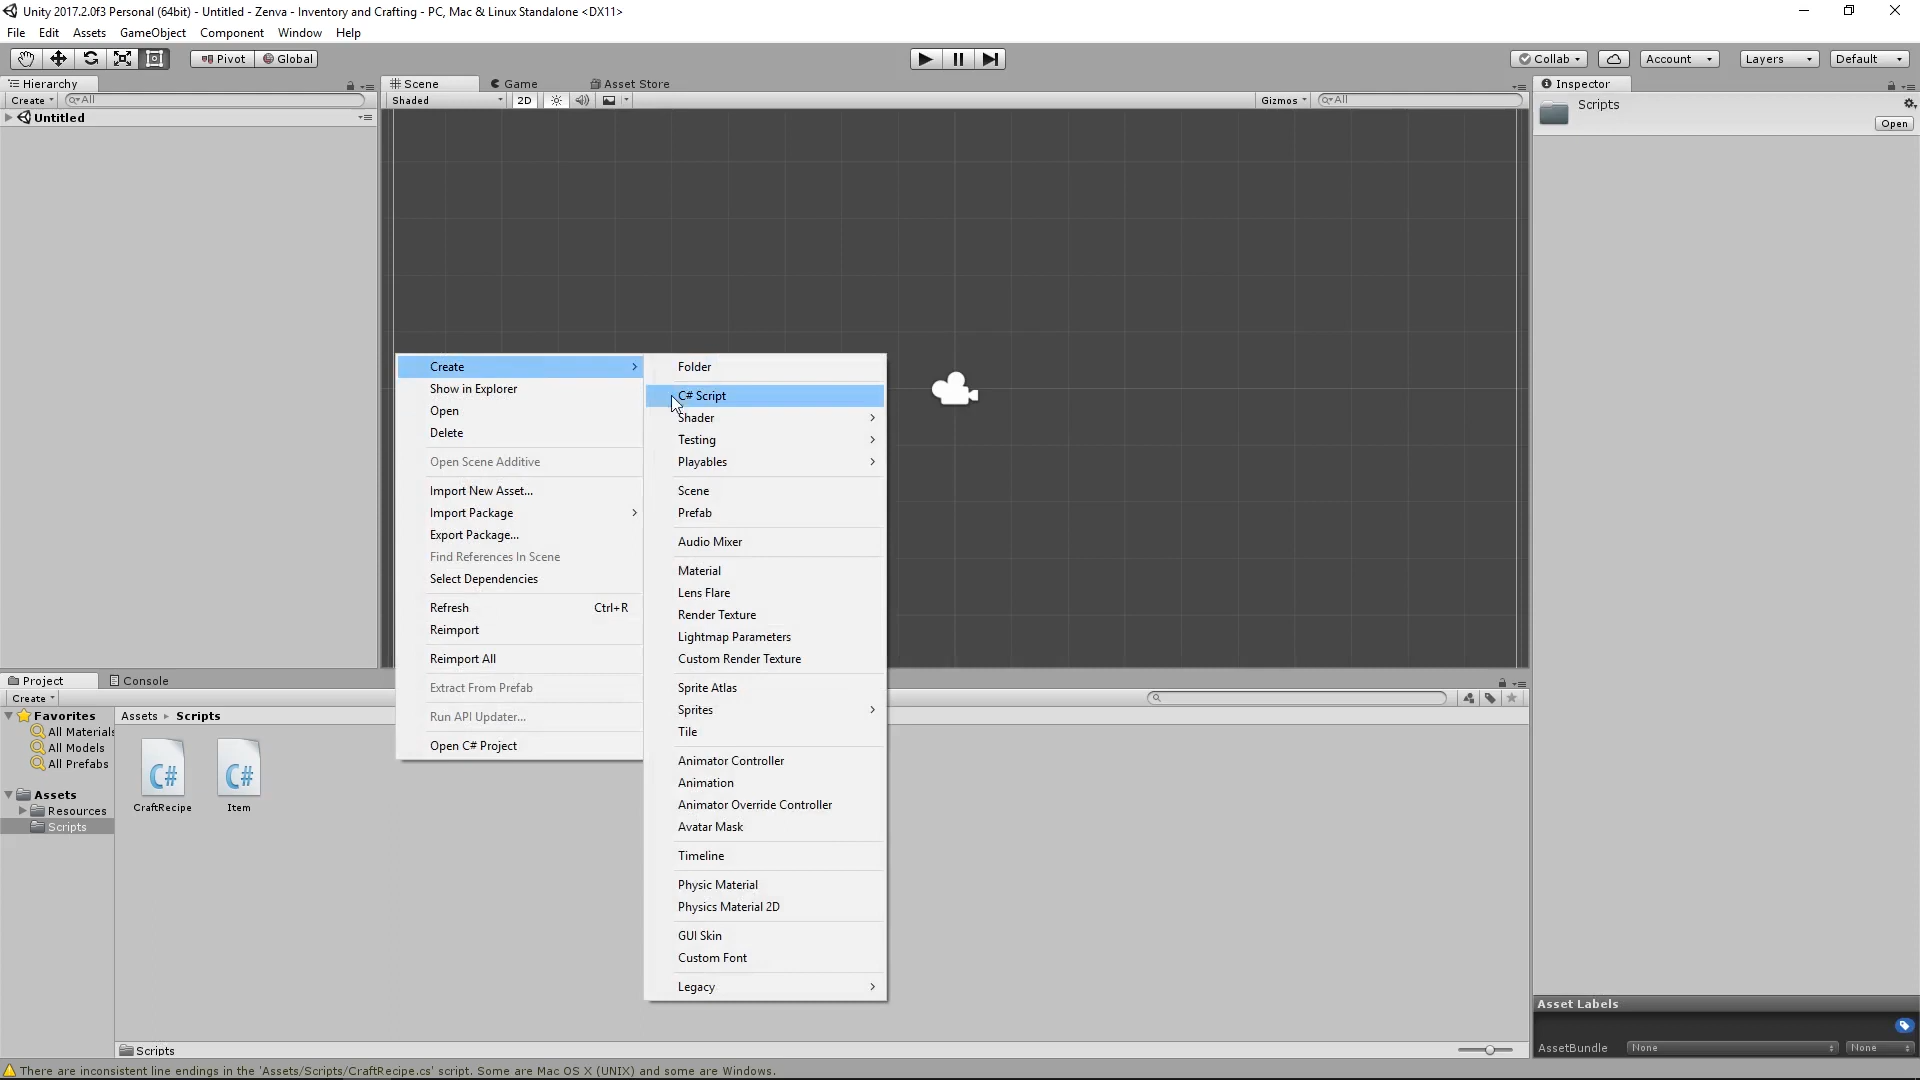 Unity 2017.2.0f3 Personal (64bit) - Untitled - Zenva - Inventory and Crafting - PC, Mac & Linux Standalone <DX11>
File Edit Assets GameObject Component Window Help
Pivot Global Collab Account Layers Default
Hierarchy Scene Game Asset Store Inspector
Create All Shaded 2D Gizmos All Scripts
Open
Untitled
Create
Show in Explorer
Open
Delete
Open Scene Additive
Import New Asset...
Import Package
Export Package...
Find References In Scene
Select Dependencies
Refresh Ctrl+R
Reimport
Reimport All
Extract From Prefab
Run API Updater...
Open C# Project
Folder
C# Script
Shader
Testing
Playables
Scene
Prefab
Audio Mixer
Material
Lens Flare
Render Texture
Lightmap Parameters
Custom Render Texture
Sprite Atlas
Sprites
Tile
Animator Controller
Animation
Animator Override Controller
Avatar Mask
Timeline
Physic Material
Physics Material 2D
GUI Skin
Custom Font
Legacy
Project Console
Create
Favorites
All Materials
All Models
All Prefabs
Assets
Resources
Scripts
Assets Scripts
C# C#
CraftRecipe Item
Scripts
Asset Labels
AssetBundle None None
There are inconsistent line endings in the 'Assets/Scripts/CraftRecipe.cs' script. Some are Mac OS X (UNIX) and some are Windows.